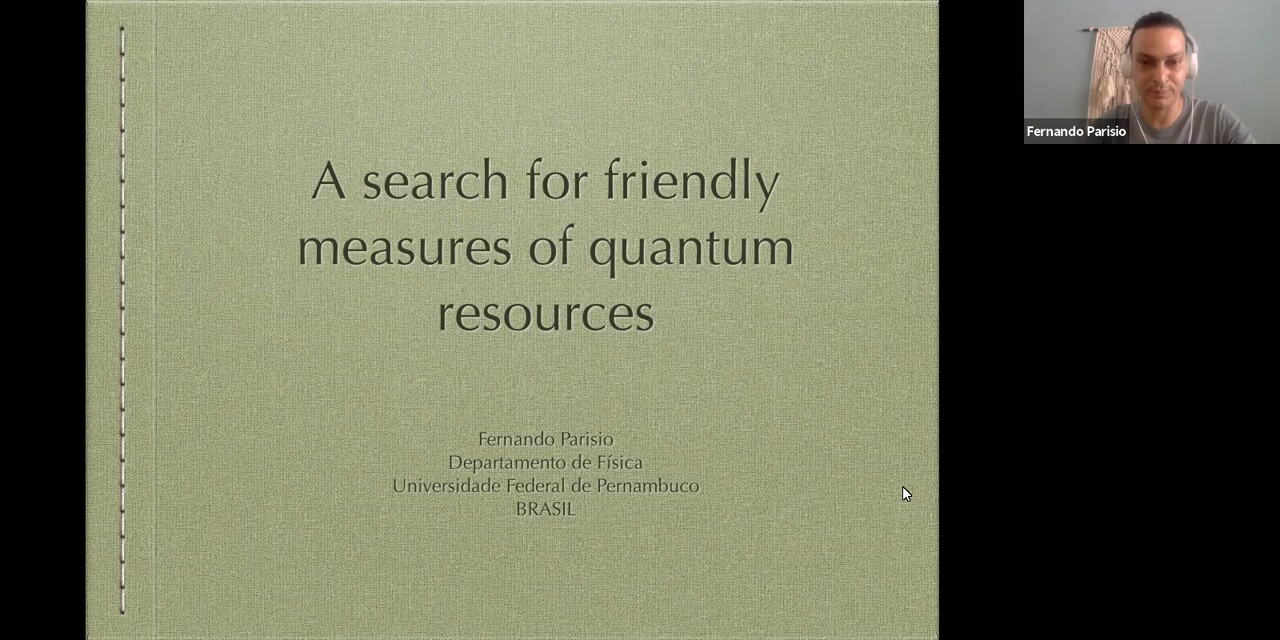 A search for friendly
measures of quantum
resources
Fernando Parisio
Departamento de Física
Universidade Federal de Pernambuco
BRASIL
Fernando Parisio